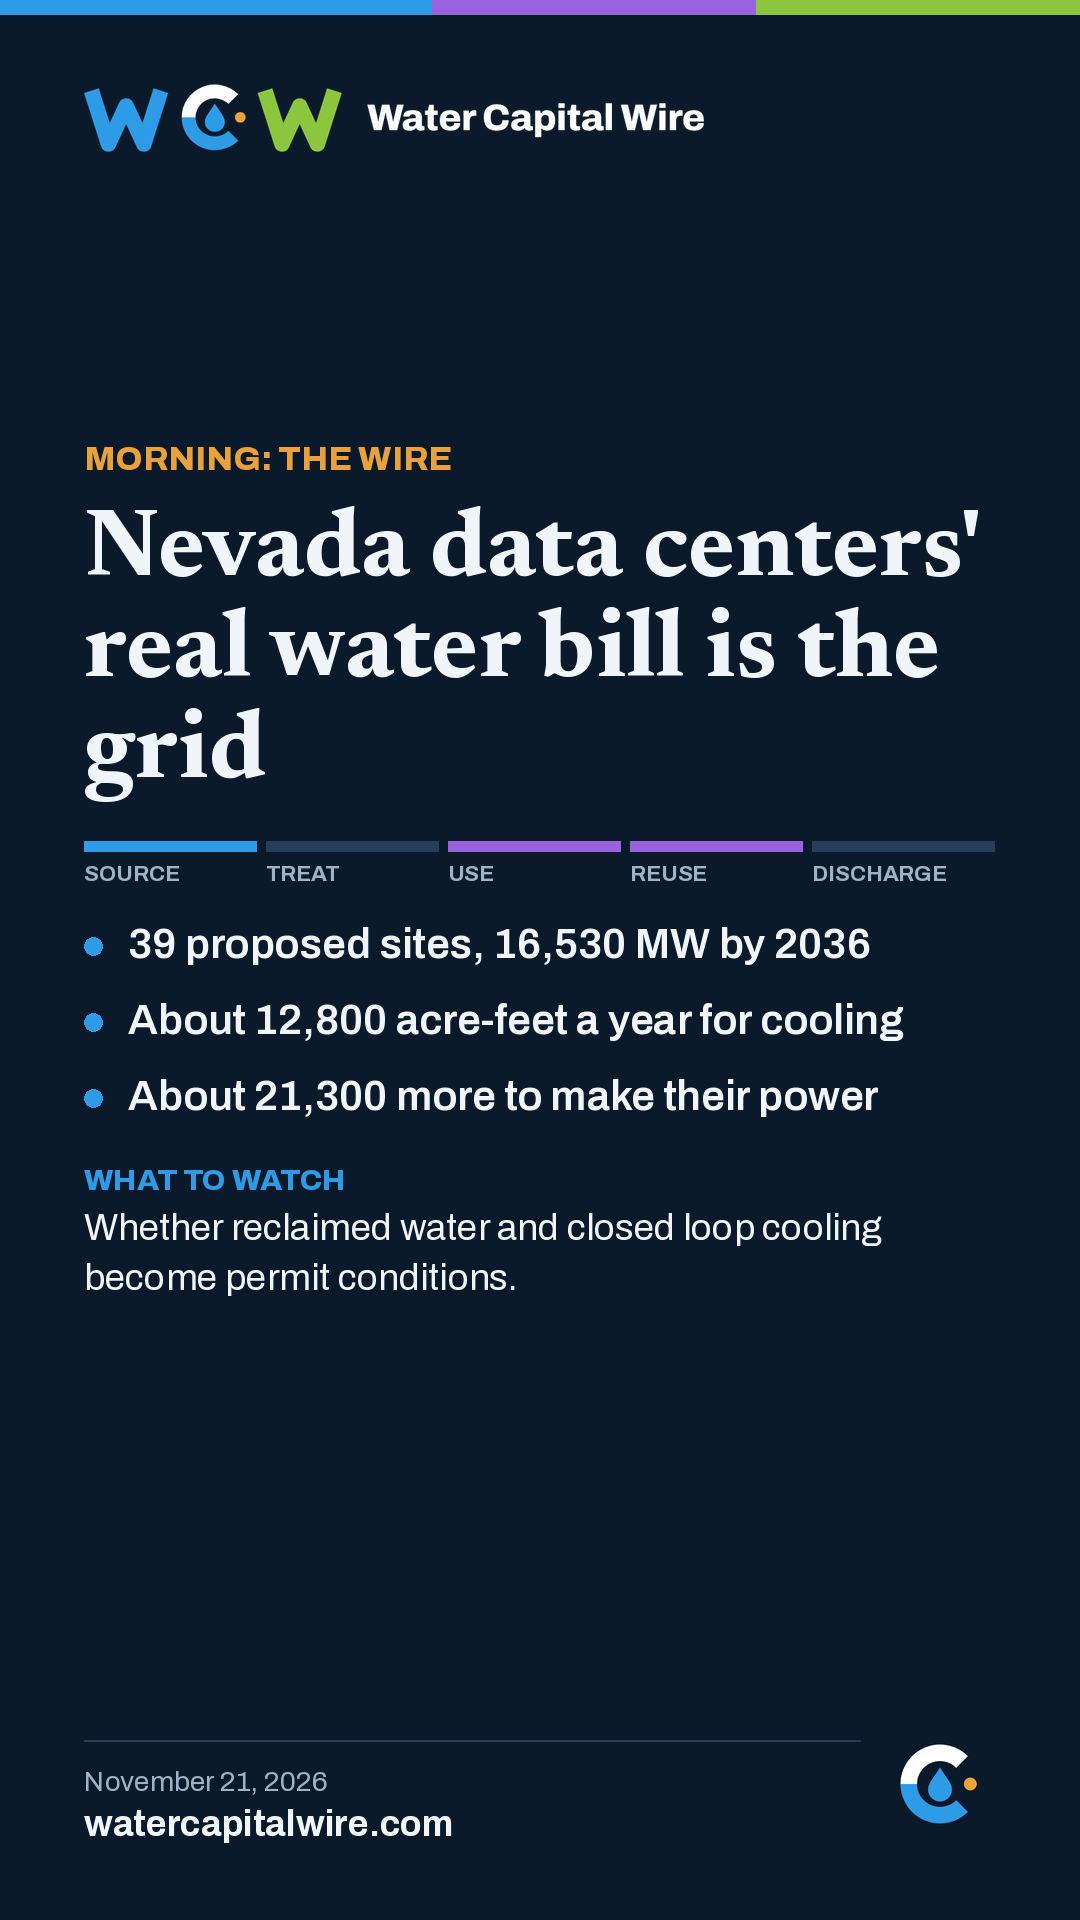 WCW Water Capital Wire
MORNING: THE WIRE
Nevada data centers'
real water bill is the
grid
SOURCE TREAT USE REUSE DISCHARGE
39 proposed sites, 16,530 MW by 2036
About 12,800 acre-feet a year for cooling
About 21,300 more to make their power
WHAT TO WATCH
Whether reclaimed water and closed loop cooling
become permit conditions.
November 21, 2026
watercapitalwire.com